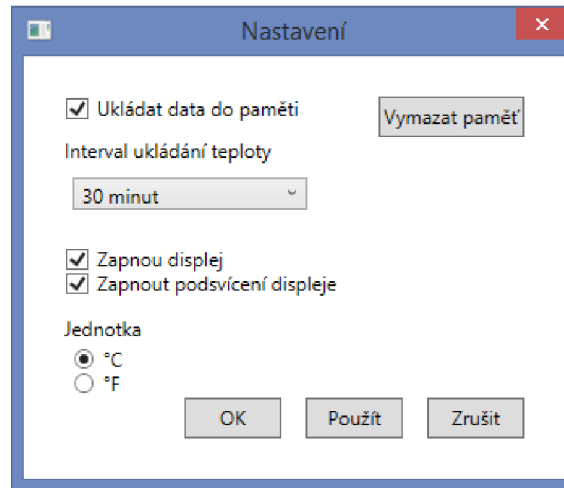 Nastavení
Ukládat data do paměti
Vymazat paměť
Interval ukládání teploty
30 minut
Zapnou displej
Zapnout podsvícení displeje
Jednotka
°C
°F
OK Použít Zrušit